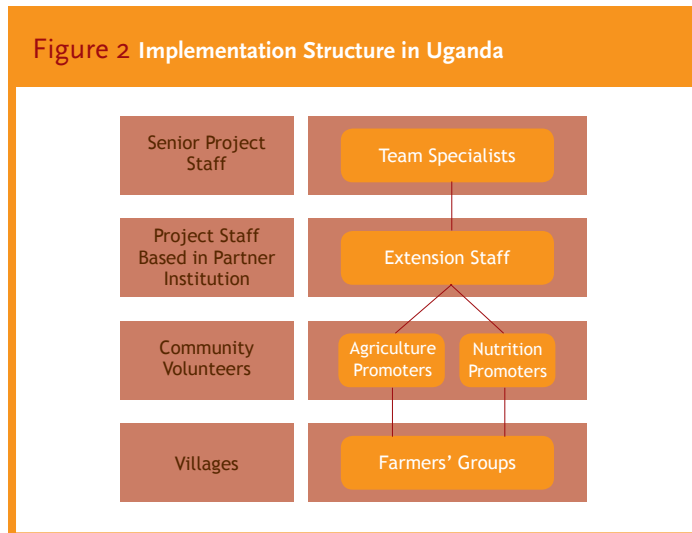 Figure 2 Implementation Structure in Uganda
Senior Project
Staff
Team Specialists
Project Staff
Based in Partner
Institution
Extension Staff
Community
Volunteers
Agriculture
Promoters
Nutrition
Promoters
Villages
Farmers’ Groups